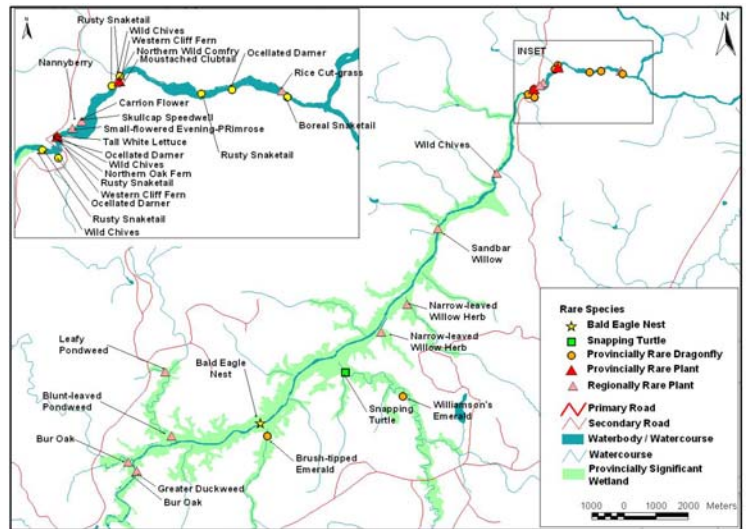 N
Rusty Snaketail
Wild Chives
Western Cliff Fern
Northern Wild Comfry
Moustached Clubtail
Ocellated Darner
Rice Cut-grass
Nannyberry
Carrion Flower
Skullcap Speedwell
Small-flowered Evening-PRimrose
Tall White Lettuce
Ocellated Darner
Wild Chives
Northern Oak Fern
Rusty Snaketail
Western Cliff Fern
Ocellated Darner
Rusty Snaketail
Wild Chives
Rusty Snaketail
Boreal Snaketail
INSET
N
Wild Chives
Sandbar
Willow
Narrow-leaved
Willow Herb
Narrow-leaved
Willow Herb
Leafy
Pondweed
Bald Eagle
Nest
Blunt-leaved
Pondweed
Snapping
Turtle
Williamson's
Emerald
Bur Oak
Brush-tipped
Emerald
Greater Duckweed
Bur Oak
Rare Species
Bald Eagle Nest
Snapping Turtle
Provincially Rare Dragonfly
Provincially Rare Plant
Regionally Rare Plant
Primary Road
Secondary Road
Waterbody / Watercourse
Watercourse
Provincially Significant
Wetland
1000 0 1000 2000 Meters